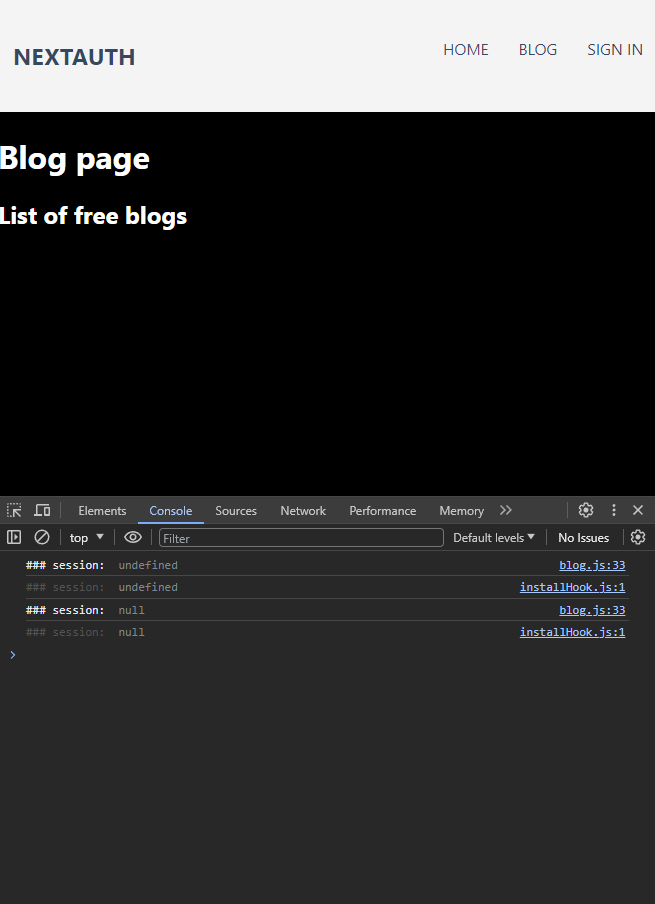 NEXTAUTH HOME BLOG SIGN IN
Blog page
List of free blogs
Elements Console Sources Network Performance Memory
top Filter Default levels No Issues
### session: undefined blog.js:33
### session: undefined installHook.js:1
### session: null blog.js:33
### session: null installHook.js:1